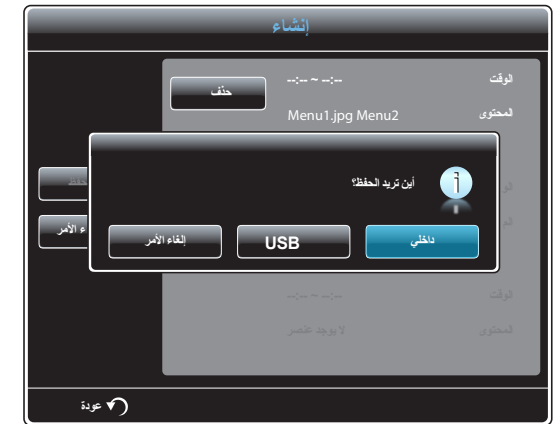 إنشاء
الوقت --:-- ~ --:--
حذف
المحتوى Menu1.jpg Menu2
أين تريد الحفظ؟
داخلي USB إلغاء الأمر
ء الأمر
الوقت --:-- ~ --:--
المحتوى لا يوجد عنصر
عودة